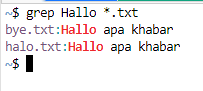 ~$ grep Hallo *.txt
bye.txt:Hallo apa khabar
halo.txt:Hallo apa khabar
~$